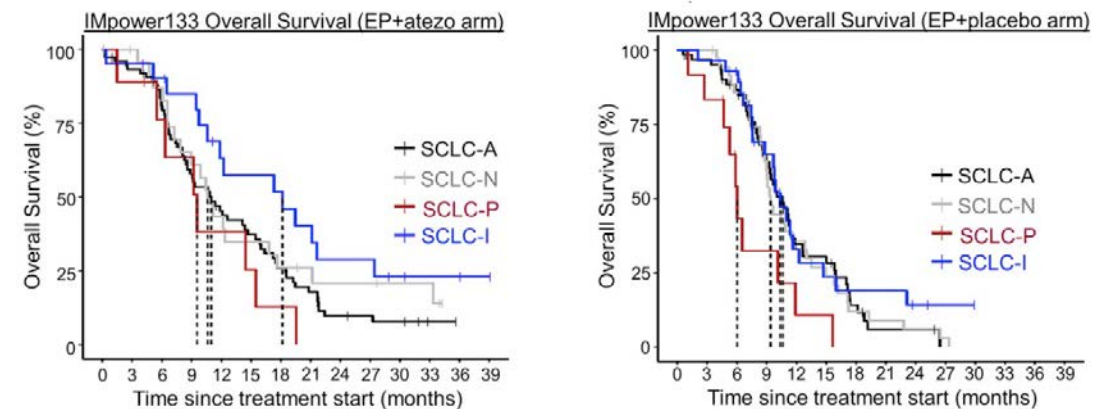 IMpower133 Overall Survival (EP+atezo arm)
Overall Survival (%)
100
75
50
25
0
SCLC-A
SCLC-N
SCLC-P
SCLC-I
0 3 6 9 12 15 18 21 24 27 30 33 36 39
Time since treatment start (months)
IMpower133 Overall Survival (EP+placebo arm)
Overall Survival (%)
100
75
50
25
0
SCLC-A
SCLC-N
SCLC-P
SCLC-I
0 3 6 9 12 15 18 21 24 27 30 33 36 39
Time since treatment start (months)